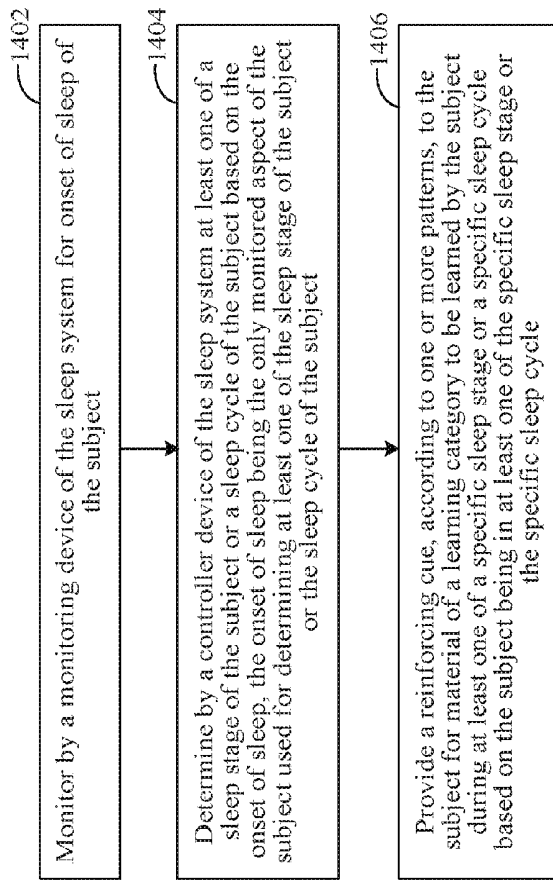 1402
Monitor by a monitoring device of the sleep system for onset of sleep of
the subject
1404
Determine by a controller device of the sleep system at least one of a
sleep stage of the subject or a sleep cycle of the subject based on the
onset of sleep, the onset of sleep being the only monitored aspect of the
subject used for determining at least one of the sleep stage of the subject
or the sleep cycle of the subject
1406
Provide a reinforcing cue, according to one or more patterns, to the
subject for material of a learning category to be learned by the subject
during at least one of a specific sleep stage or a specific sleep cycle
based on the subject being in at least one of the specific sleep stage or
the specific sleep cycle